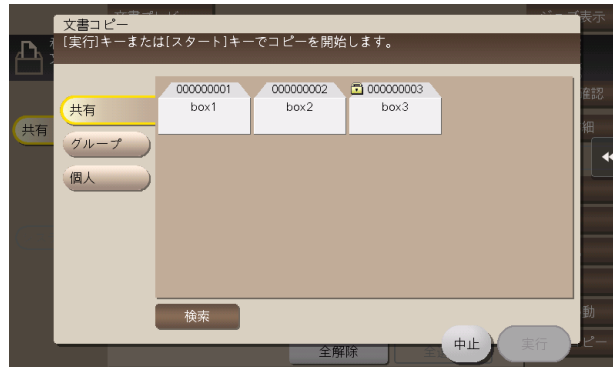 文書コピー
[実行]キーまたは[スタート]キーでコピーを開始します。
000000001
000000002
000000003
box1
box2
box3
共有
グループ
個人
検索
中止
実行
共有
全解除
表示
確認
細
動
ピー